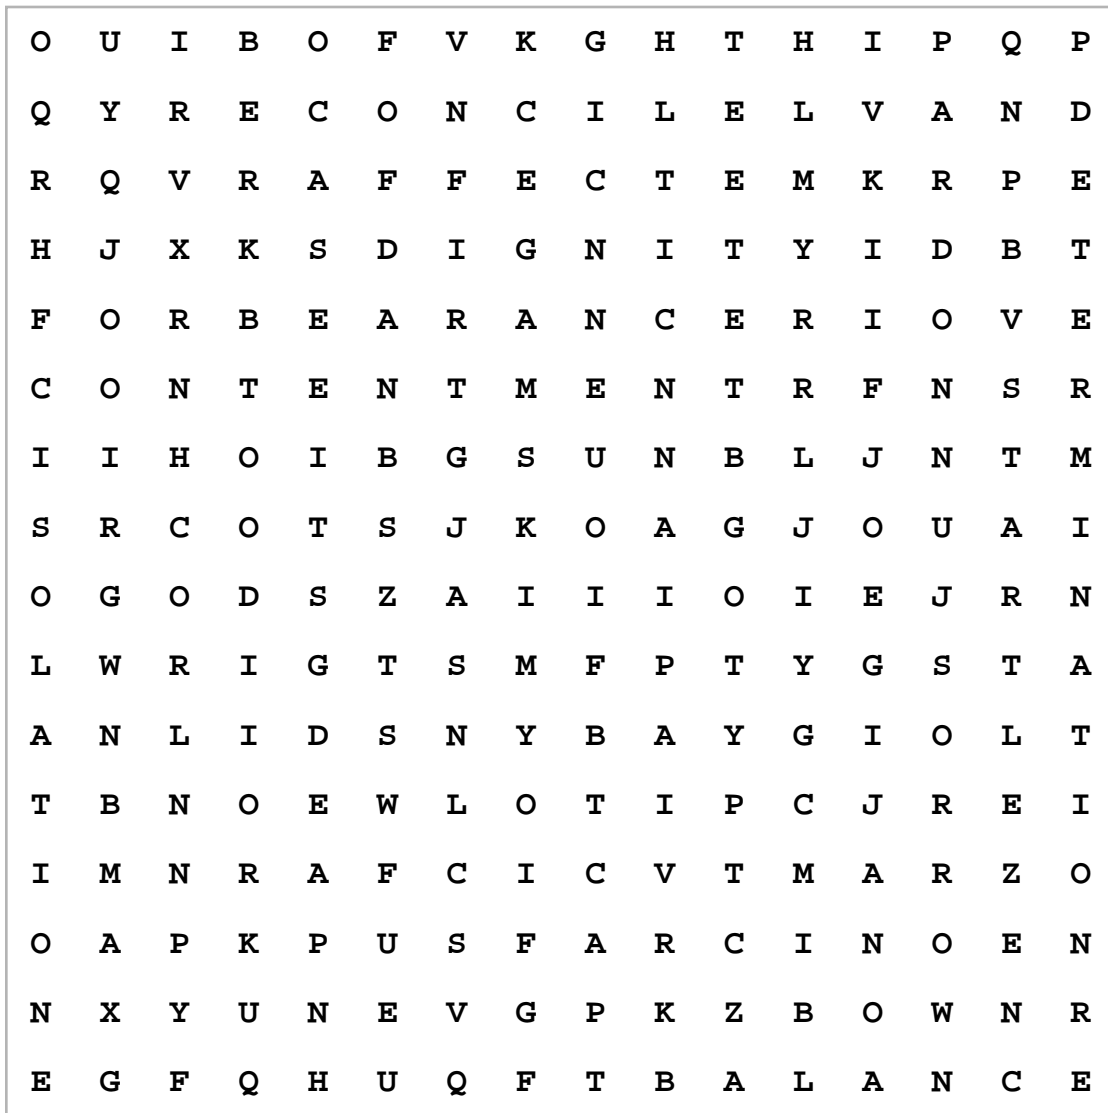 O U I B O F V K G H T H I P Q P
Q Y R E C O N C I L E L V A N D
R Q V R A F F E C T E M K R P E
H J X K S D I G N I T Y I D B T
F O R B E A R A N C E R I O V E
C O N T E N T M E N T R F N S R
I I H O I B G S U N B L J N T M
S R C O T S J K O A G J O U A I
O G O D S Z A I I I O I E J R N
L W R I G T S M F P T Y G S T A
A N L I D S N Y B A Y G I O L T
T B N O E W L O T I P C J R E I
I M N R A F C I C V T M A R Z O
O A P K P U S F A R C I N O E N
N X Y U N E V G P K Z B O W N R
E G F Q H U Q F T B A L A N C E